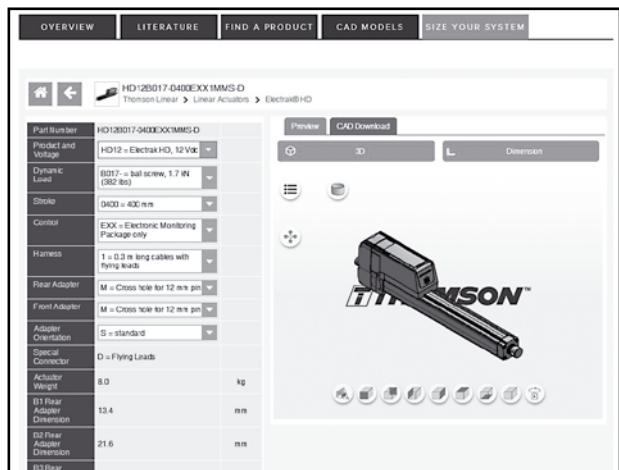 OVERVIEW
LITERATURE
FIND A PRODUCT
CAD MODELS
SIZE YOUR SYSTEM
HD12B017-0400EXX1MMS-D
Thomson Linear > Linear Actuators > Electrak® HD
Part Number
HD12B017-0400EXX1MMS-D
Product and
Voltage
HD12 = Electrak HD, 12 Vdc
Dynamic
Load
B017- = ball screw, 1.7 kN
(382 lbs)
Stroke
0400 = 400 mm
Control
EXX = Electronic Monitoring
Package only
Harness
1 = 0.3 m long cables with
flying leads
Rear Adapter
M = Cross hole for 12 mm pin
Front Adapter
M = Cross hole for 12 mm pin
Adapter
Orientation
S = standard
Special
Connector
D = Flying Leads
Actuator
Weight
8.0
kg
B1 Rear
Adapter
Dimension
13.4
mm
B2 Rear
Adapter
Dimension
21.6
mm
B3 Rear
Preview
CAD Download
3D
Dimension
THOMSON™